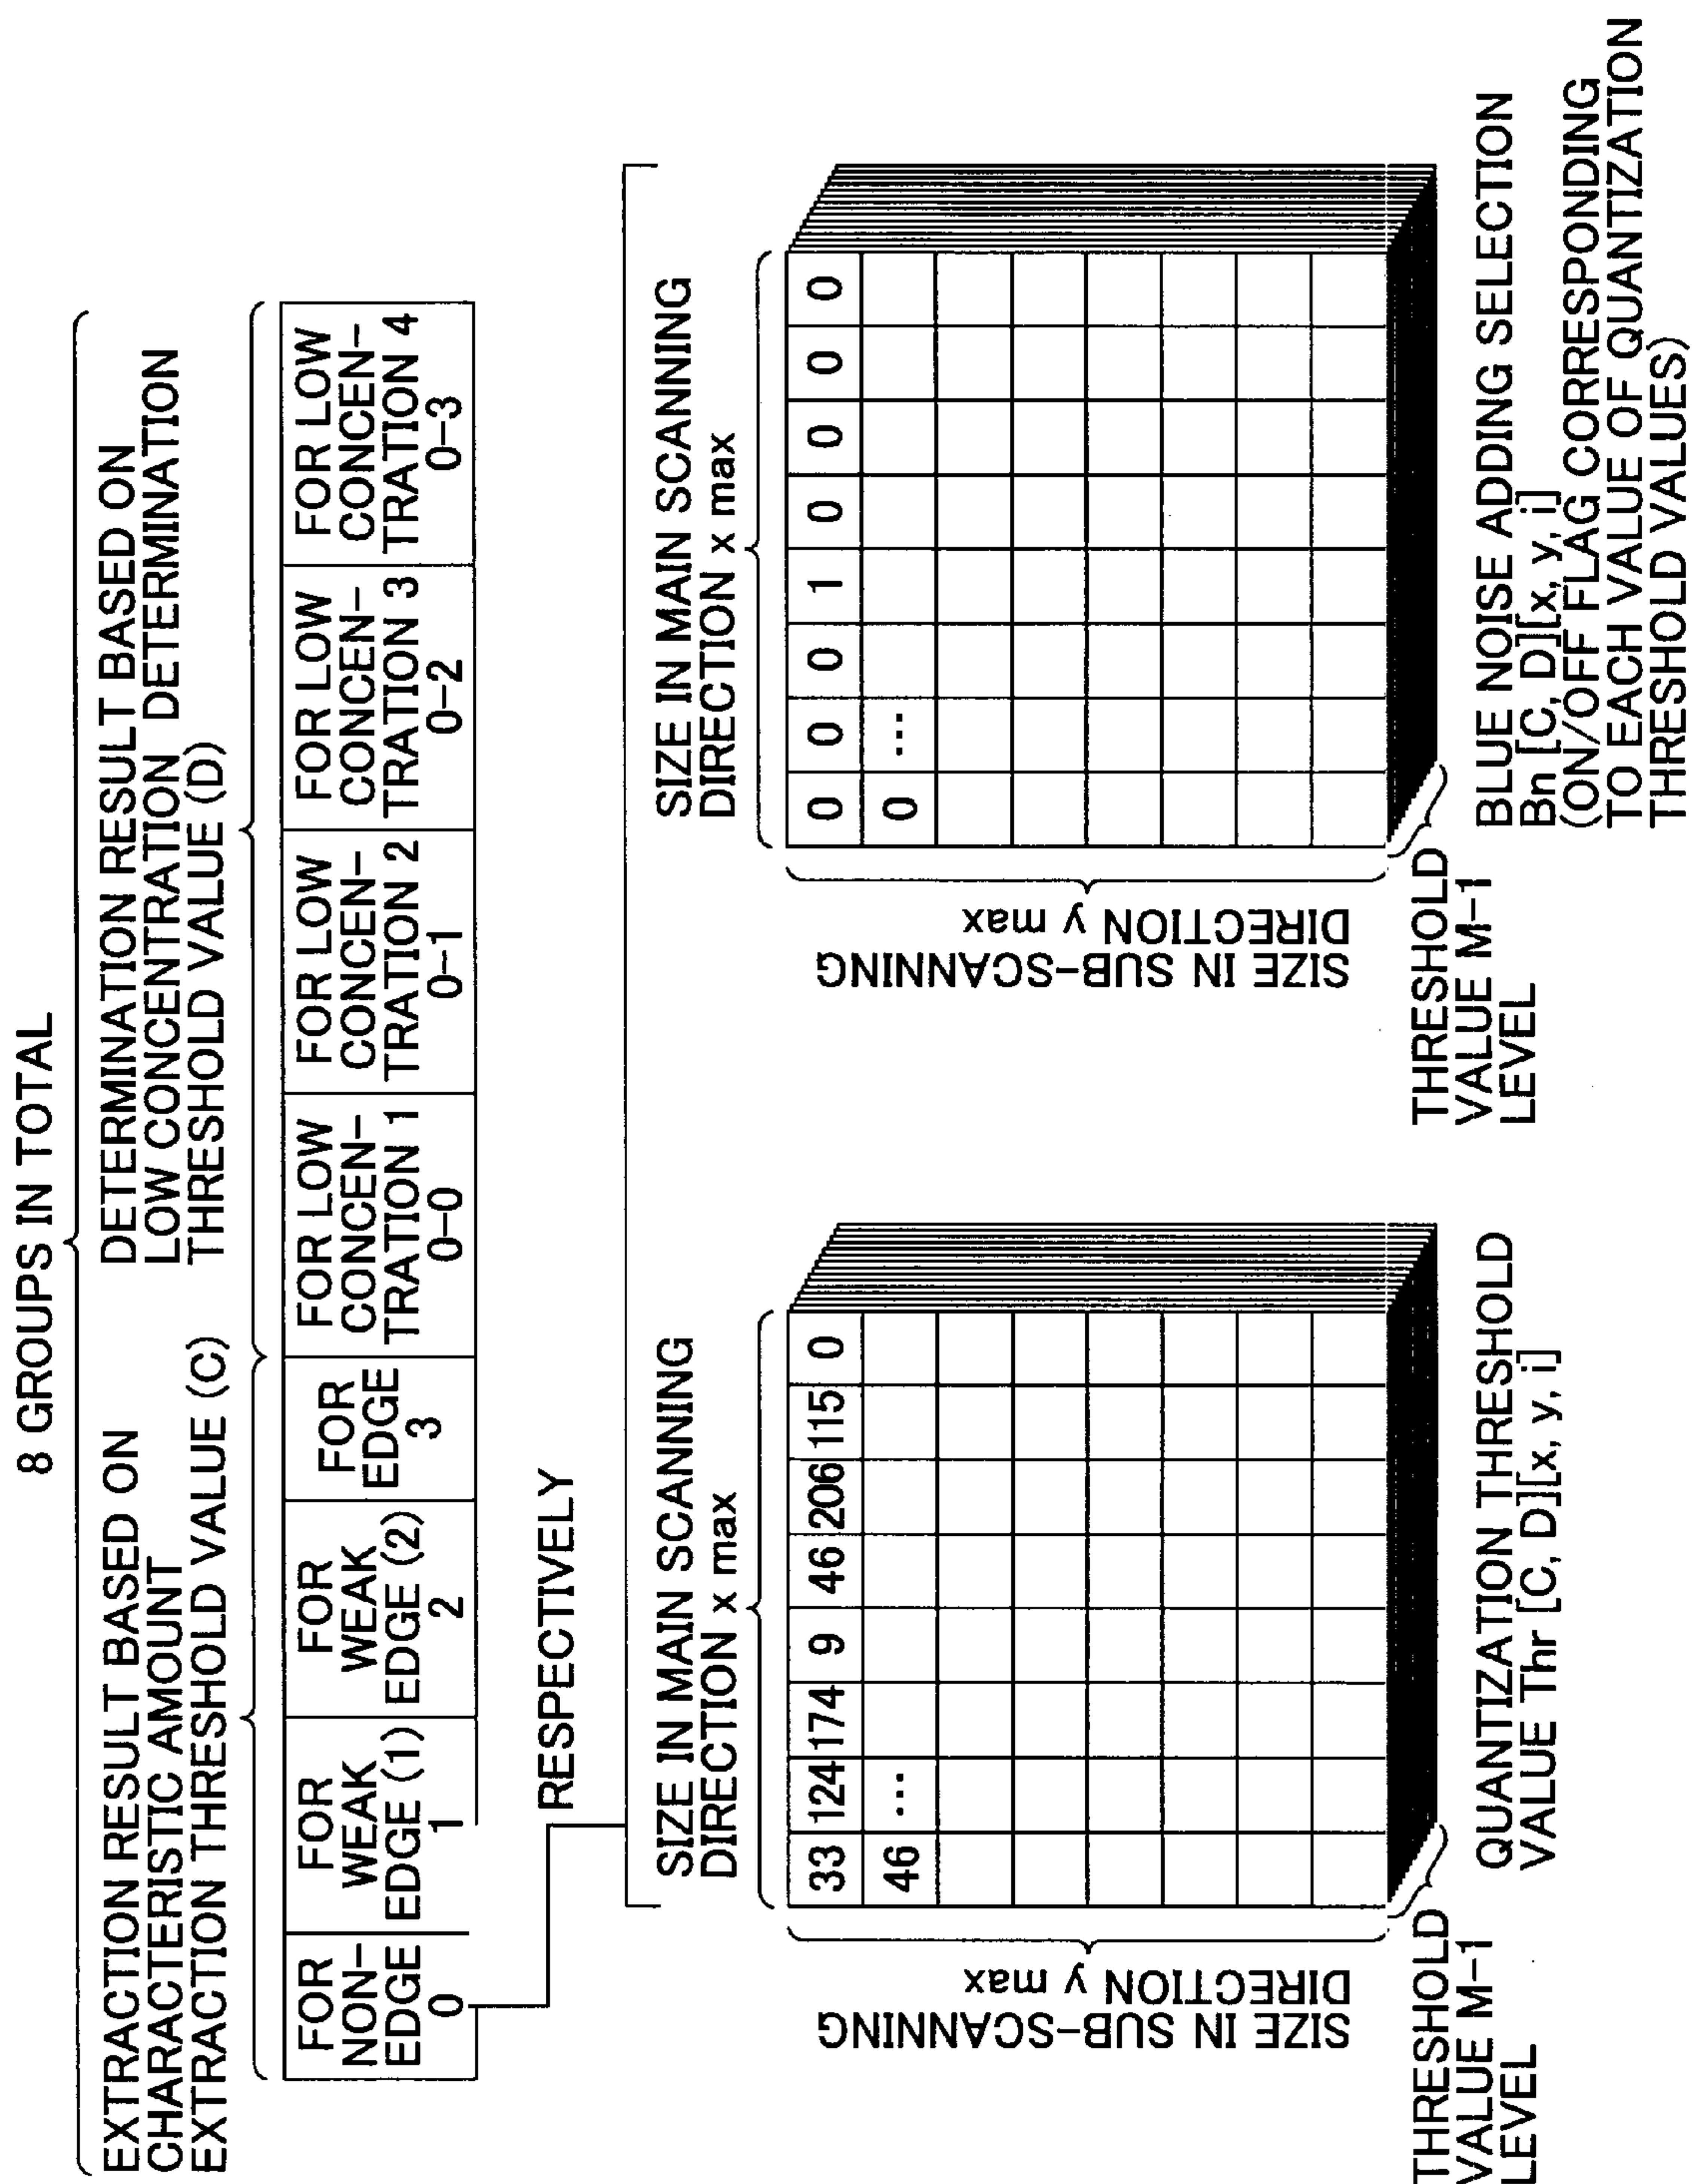 8 GROUPS IN TOTAL
EXTRACTION RESULT BASED ON
CHARACTERISTIC AMOUNT
EXTRACTION THRESHOLD VALUE (C)
DETERMINATION RESULT BASED ON
LOW CONCENTRATION DETERMINATION
THRESHOLD VALUE (D)
FOR
NON-
EDGE
0
FOR
WEAK
EDGE (1)
1
FOR
WEAK
EDGE (2)
2
FOR
EDGE
3
FOR LOW
CONCEN-
TRATION 1
0-0
FOR LOW
CONCEN-
TRATION 2
0-1
FOR LOW
CONCEN-
TRATION 3
0-2
FOR LOW
CONCEN-
TRATION 4
0-3
RESPECTIVELY
SIZE IN MAIN SCANNING
DIRECTION x max
SIZE IN SUB-SCANNING
DIRECTION y max
33 124 174 9 46 206 115 0
46 ...
THRESHOLD
VALUE M-1
LEVEL
QUANTIZATION THRESHOLD
VALUE Thr [C, D][x, y, i]
SIZE IN MAIN SCANNING
DIRECTION x max
SIZE IN SUB-SCANNING
DIRECTION y max
0 0 0 1 0 0 0 0
0 ...
THRESHOLD
VALUE M-1
LEVEL
BLUE NOISE ADDING SELECTION
Bn [C, D][x, y, i]
(ON/OFF FLAG CORRESPONDING
TO EACH VALUE OF QUANTIZATION
THRESHOLD VALUES)